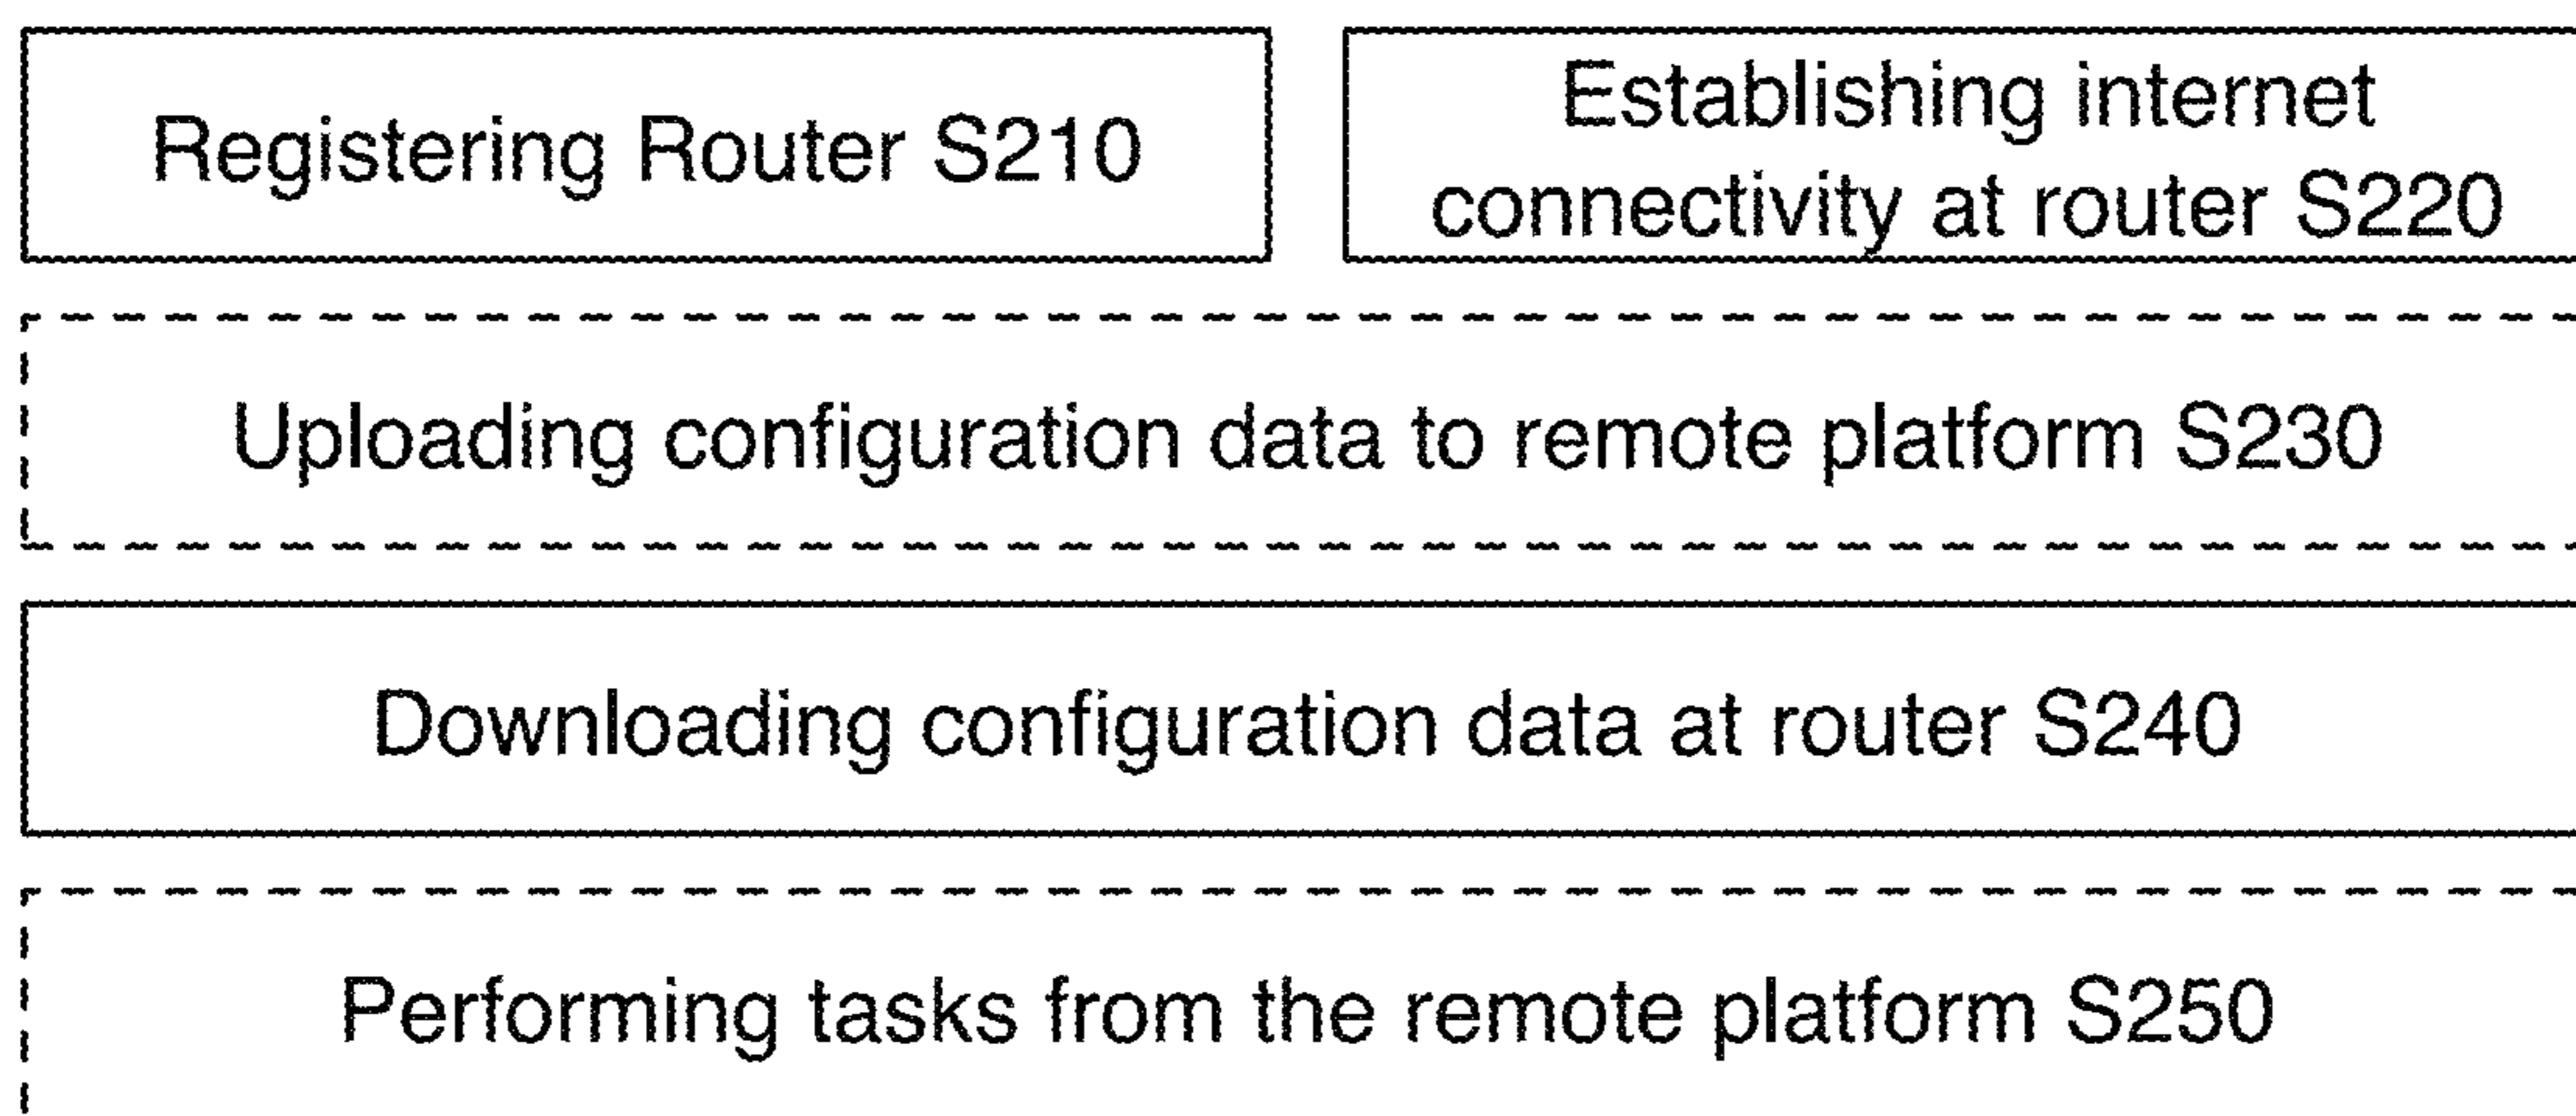 Registering Router S210
Establishing internet
connectivity at router S220
Uploading configuration data to remote platform S230
Downloading configuration data at router S240
Performing tasks from the remote platform S250